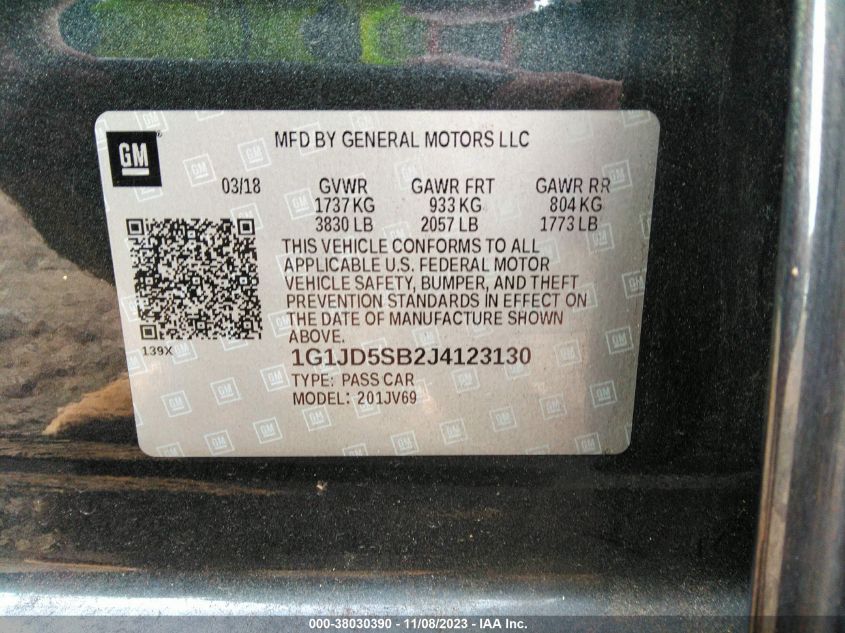 GM
MFD BY GENERAL MOTORS LLC
03/18 GVWR GAWR FRT GAWR RR
1737 KG 933 KG 804 KG
3830 LB 2057 LB 1773 LB
THIS VEHICLE CONFORMS TO ALL
APPLICABLE U.S. FEDERAL MOTOR
VEHICLE SAFETY, BUMPER, AND THEFT
PREVENTION STANDARDS IN EFFECT ON
THE DATE OF MANUFACTURE SHOWN
ABOVE.
139X
1G1JD5SB2J4123130
TYPE: PASS CAR
MODEL: 201JV69
000-38030390 - 11/08/2023 - IAA Inc.